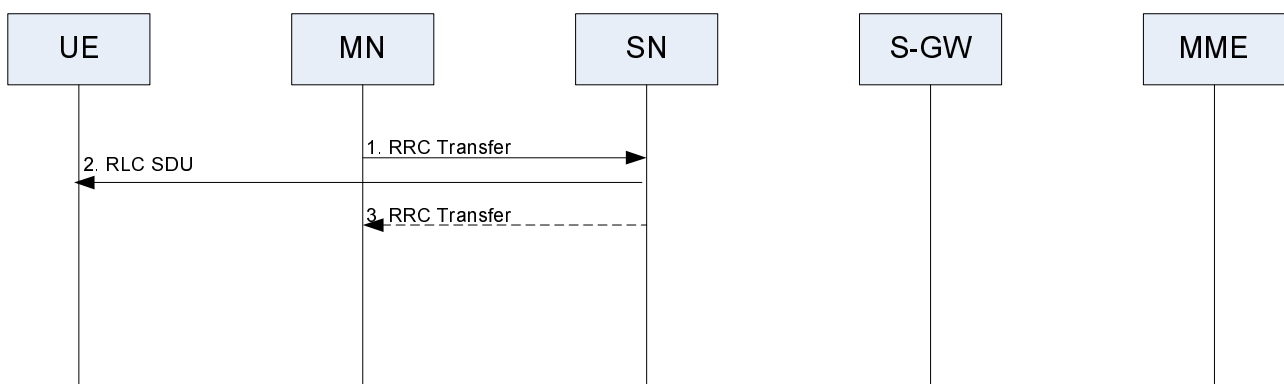 UE
MN
SN
S-GW
MME
1. RRC Transfer
2. RLC SDU
3. RRC Transfer